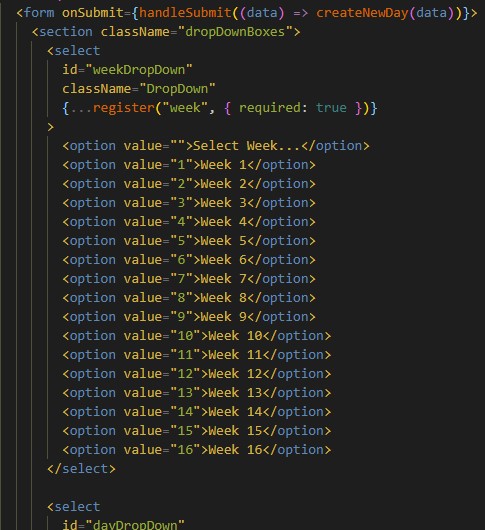 <form onSubmit={handleSubmit((data) => createNewDay(data))}>
<section className="dropDownBoxes">
<select
id="weekDropDown"
className="DropDown"
{...register("week", { required: true })}
>
<option value="">Select Week...</option>
<option value="1">Week 1</option>
<option value="2">Week 2</option>
<option value="3">Week 3</option>
<option value="4">Week 4</option>
<option value="5">Week 5</option>
<option value="6">Week 6</option>
<option value="7">Week 7</option>
<option value="8">Week 8</option>
<option value="9">Week 9</option>
<option value="10">Week 10</option>
<option value="11">Week 11</option>
<option value="12">Week 12</option>
<option value="13">Week 13</option>
<option value="14">Week 14</option>
<option value="15">Week 15</option>
<option value="16">Week 16</option>
</select>
<select
id="dayDropDown"